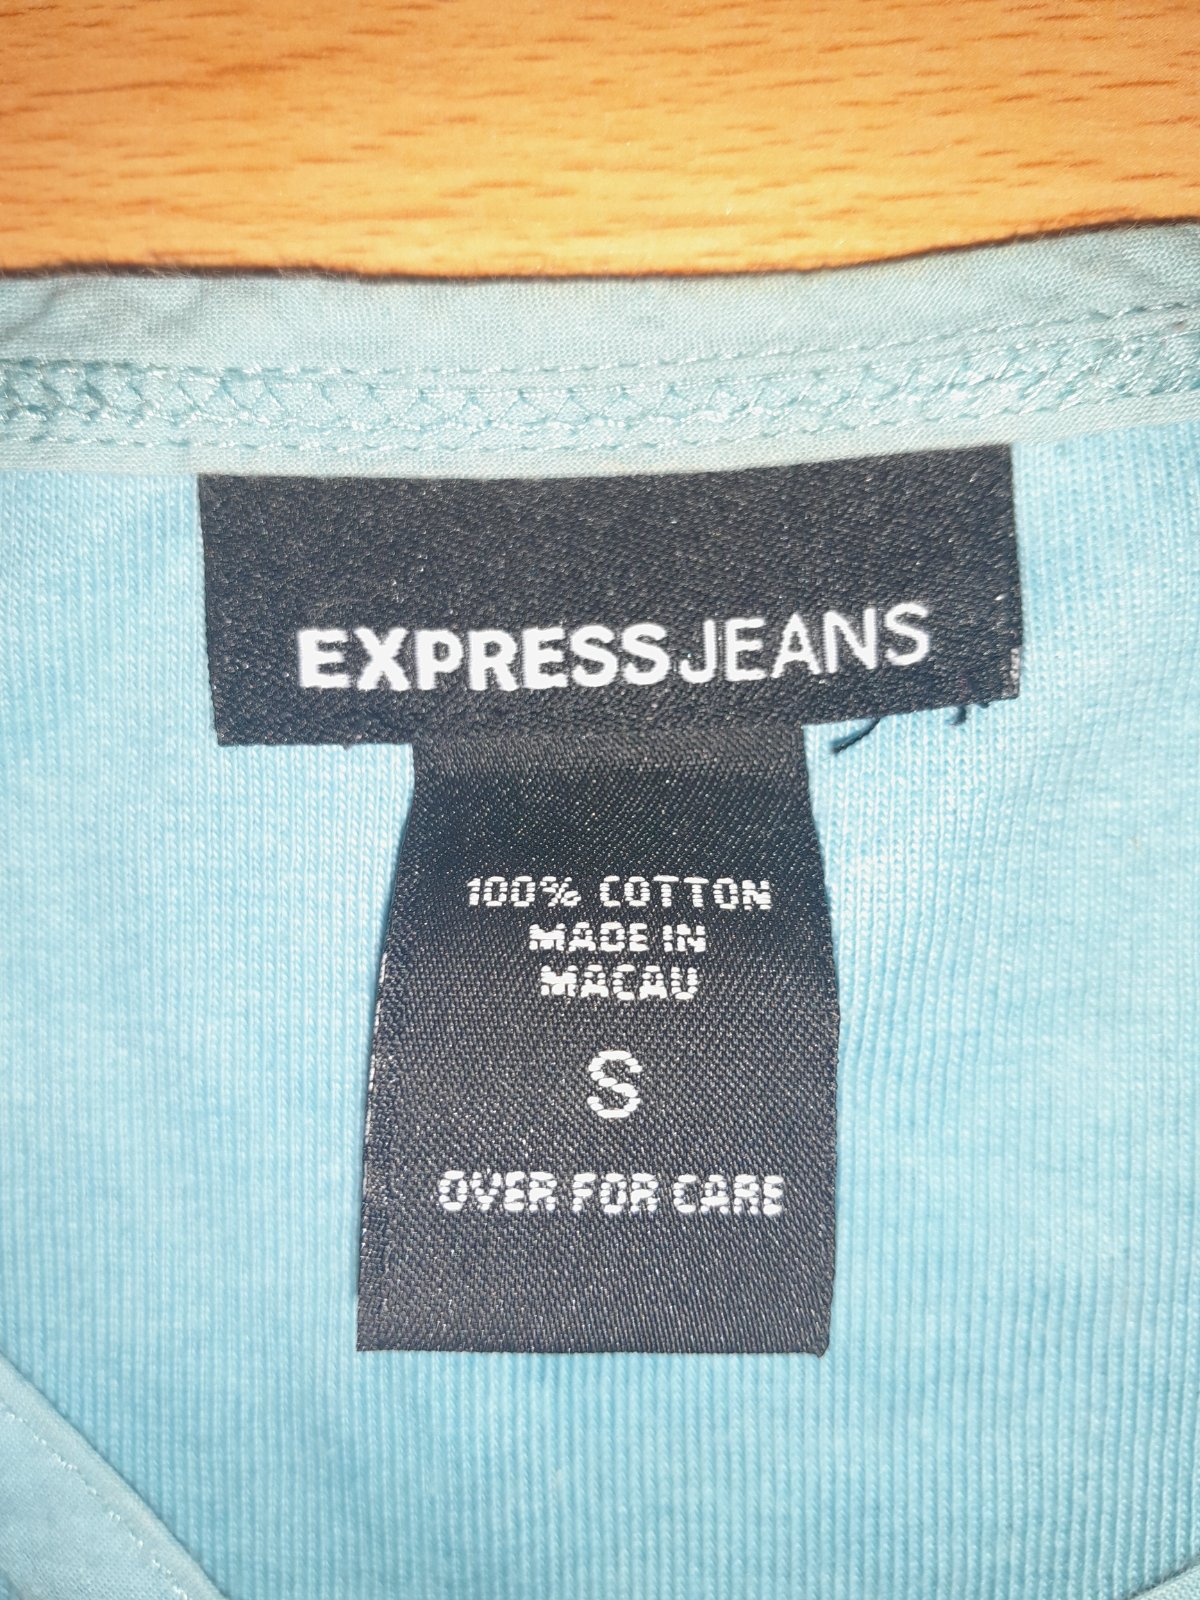 EXPRESSJEANS
100% COTTON
MADE IN
MACAU
S
OVER FOR CARE